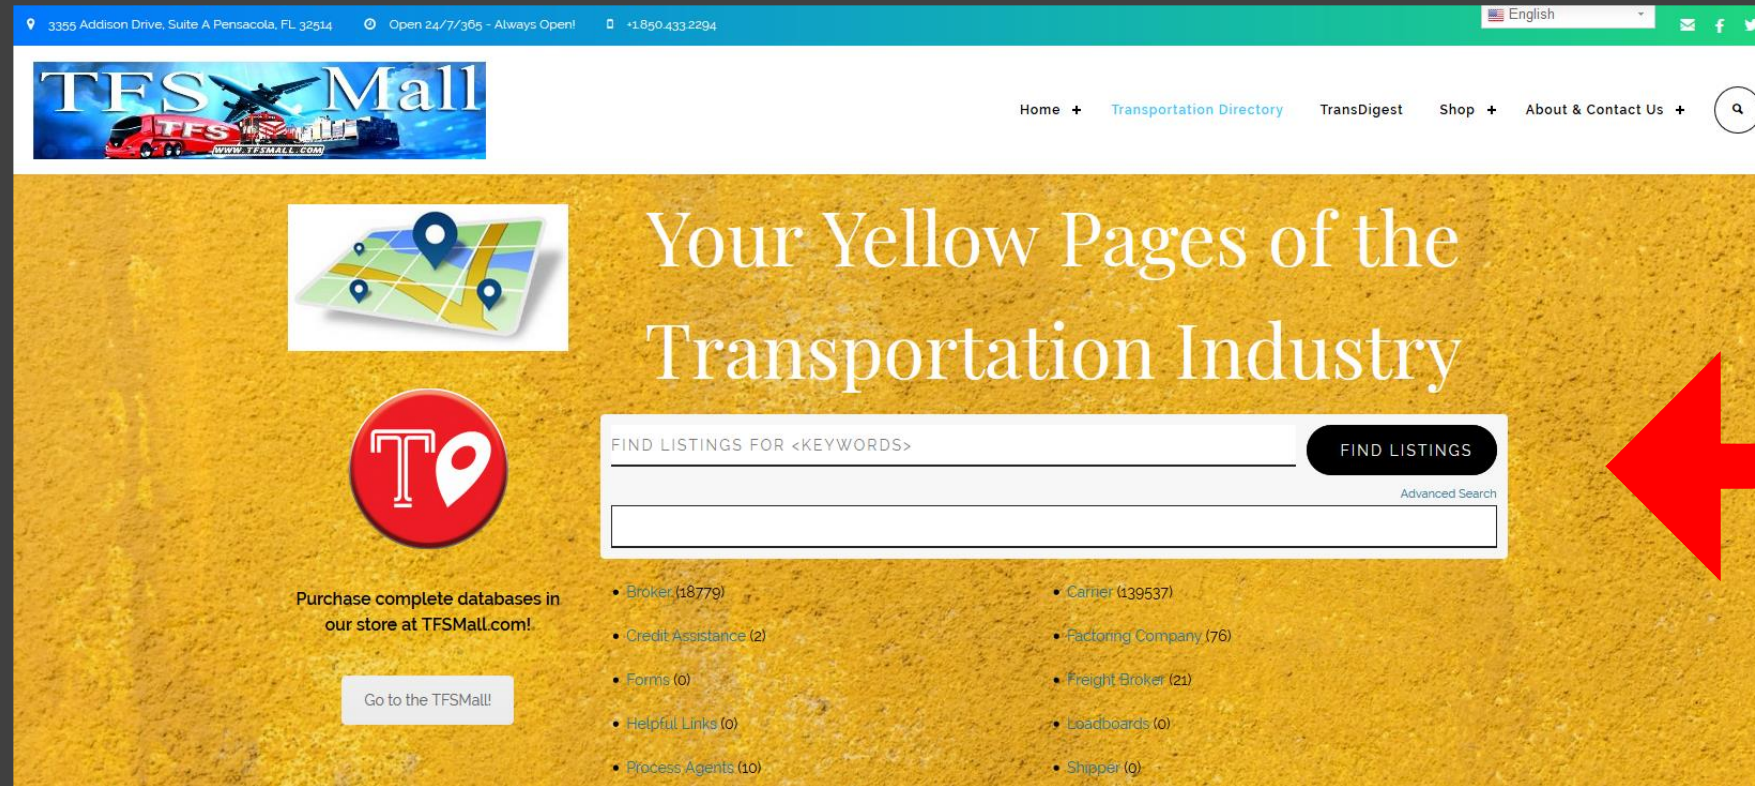 3355 Addison Drive, Suite A Pensacola, FL 32514 Open 24/7/365 - Always Open! +1.850.433.2294 English
TFS Mall
TFS
WWW.TFSMALL.COM
Home + Transportation Directory TransDigest Shop + About & Contact Us +
Your Yellow Pages of the
Transportation Industry
T
FIND LISTINGS FOR <KEYWORDS> FIND LISTINGS
Advanced Search
Purchase complete databases in
our store at TFSMall.com!
Go to the TFSMall!
Broker (18779) Carrier (139537)
Credit Assistance (2) Factoring Company (76)
Forms (0) Freight Broker (21)
Helpful Links (0) Loadboards (0)
Process Agents (10) Shipper (0)